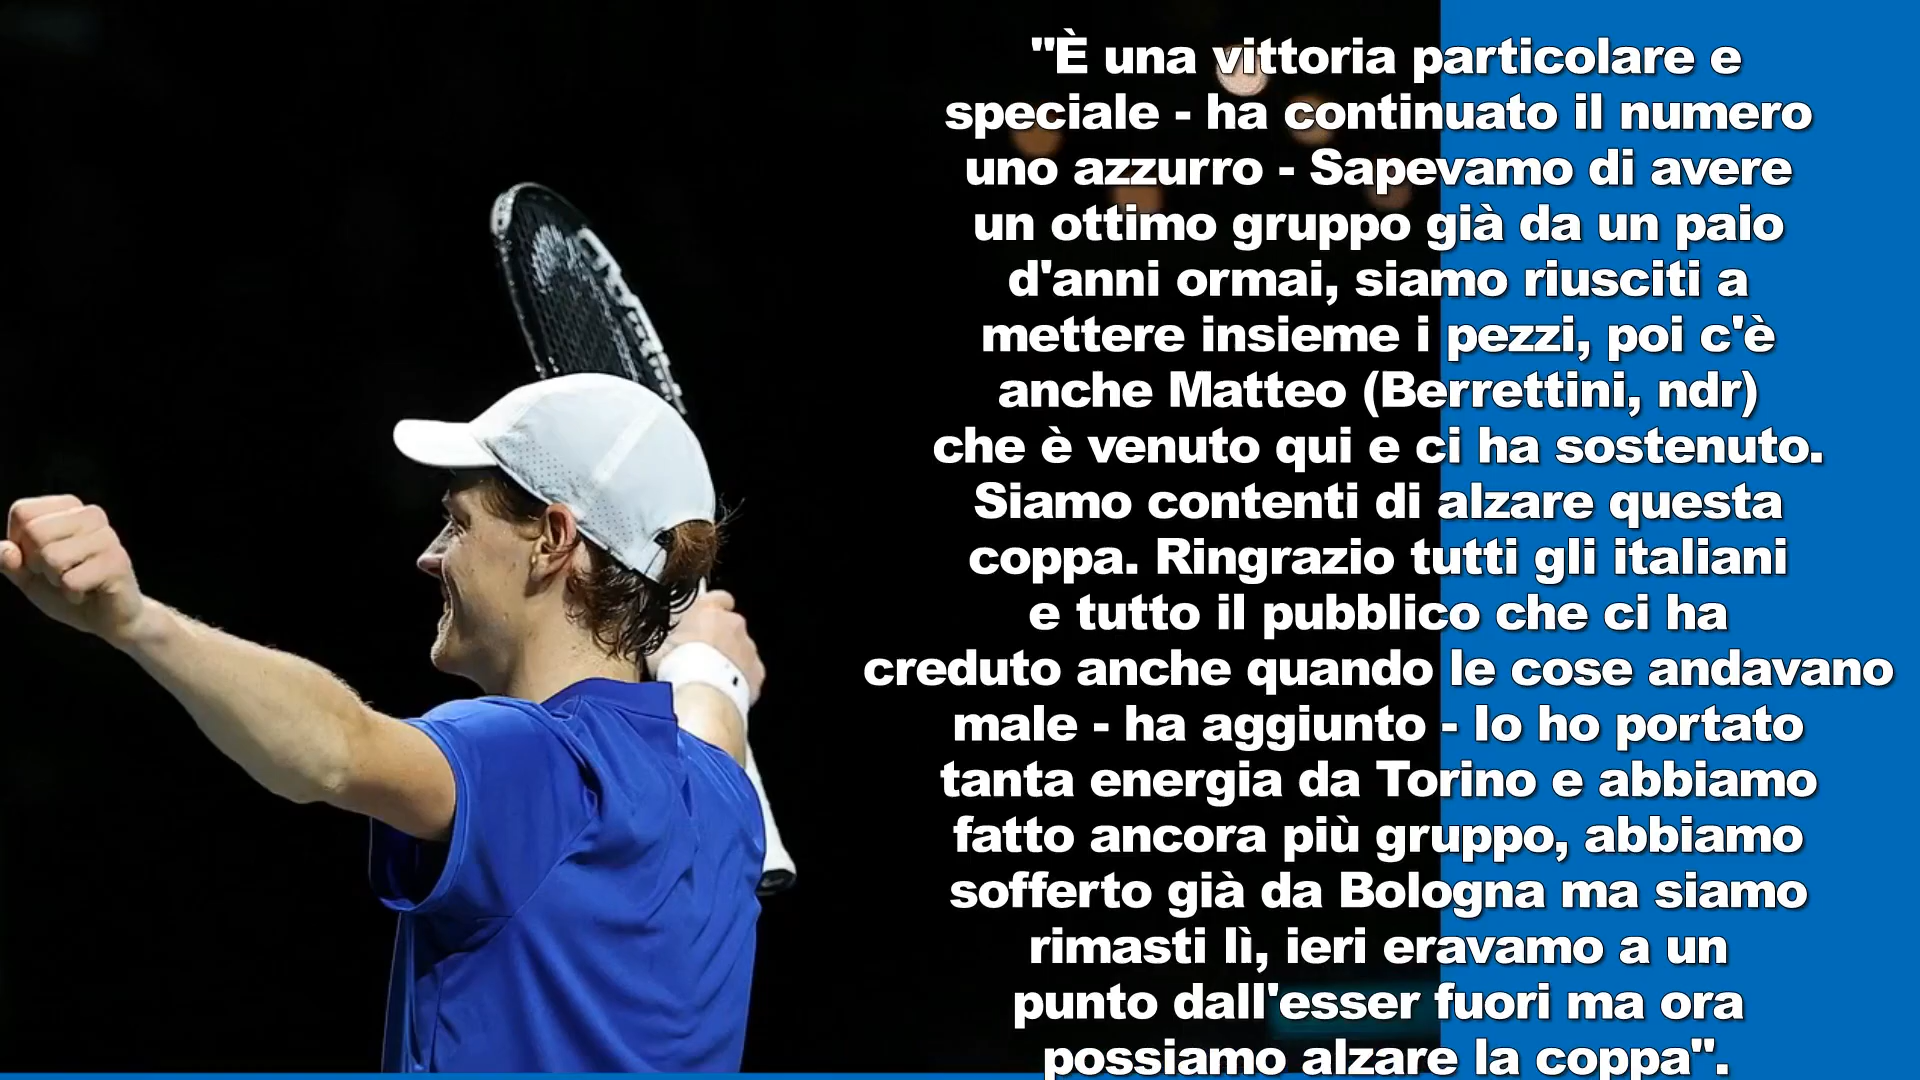 "È una vittoria particolare e
speciale - ha continuato il numero
uno azzurro - Sapevamo di avere
un ottimo gruppo già da un paio
d'anni ormai, siamo riusciti a
mettere insieme i pezzi, poi c'è
anche Matteo (Berrettini, ndr)
che è venuto qui e ci ha sostenuto.
Siamo contenti di alzare questa
coppa. Ringrazio tutti gli italiani
e tutto il pubblico che ci ha
creduto anche quando le cose andavano
male - ha aggiunto - Io ho portato
tanta energia da Torino e abbiamo
fatto ancora più gruppo, abbiamo
sofferto già da Bologna ma siamo
rimasti lì, ieri eravamo a un
punto dall'esser fuori ma ora
possiamo alzare la coppa".